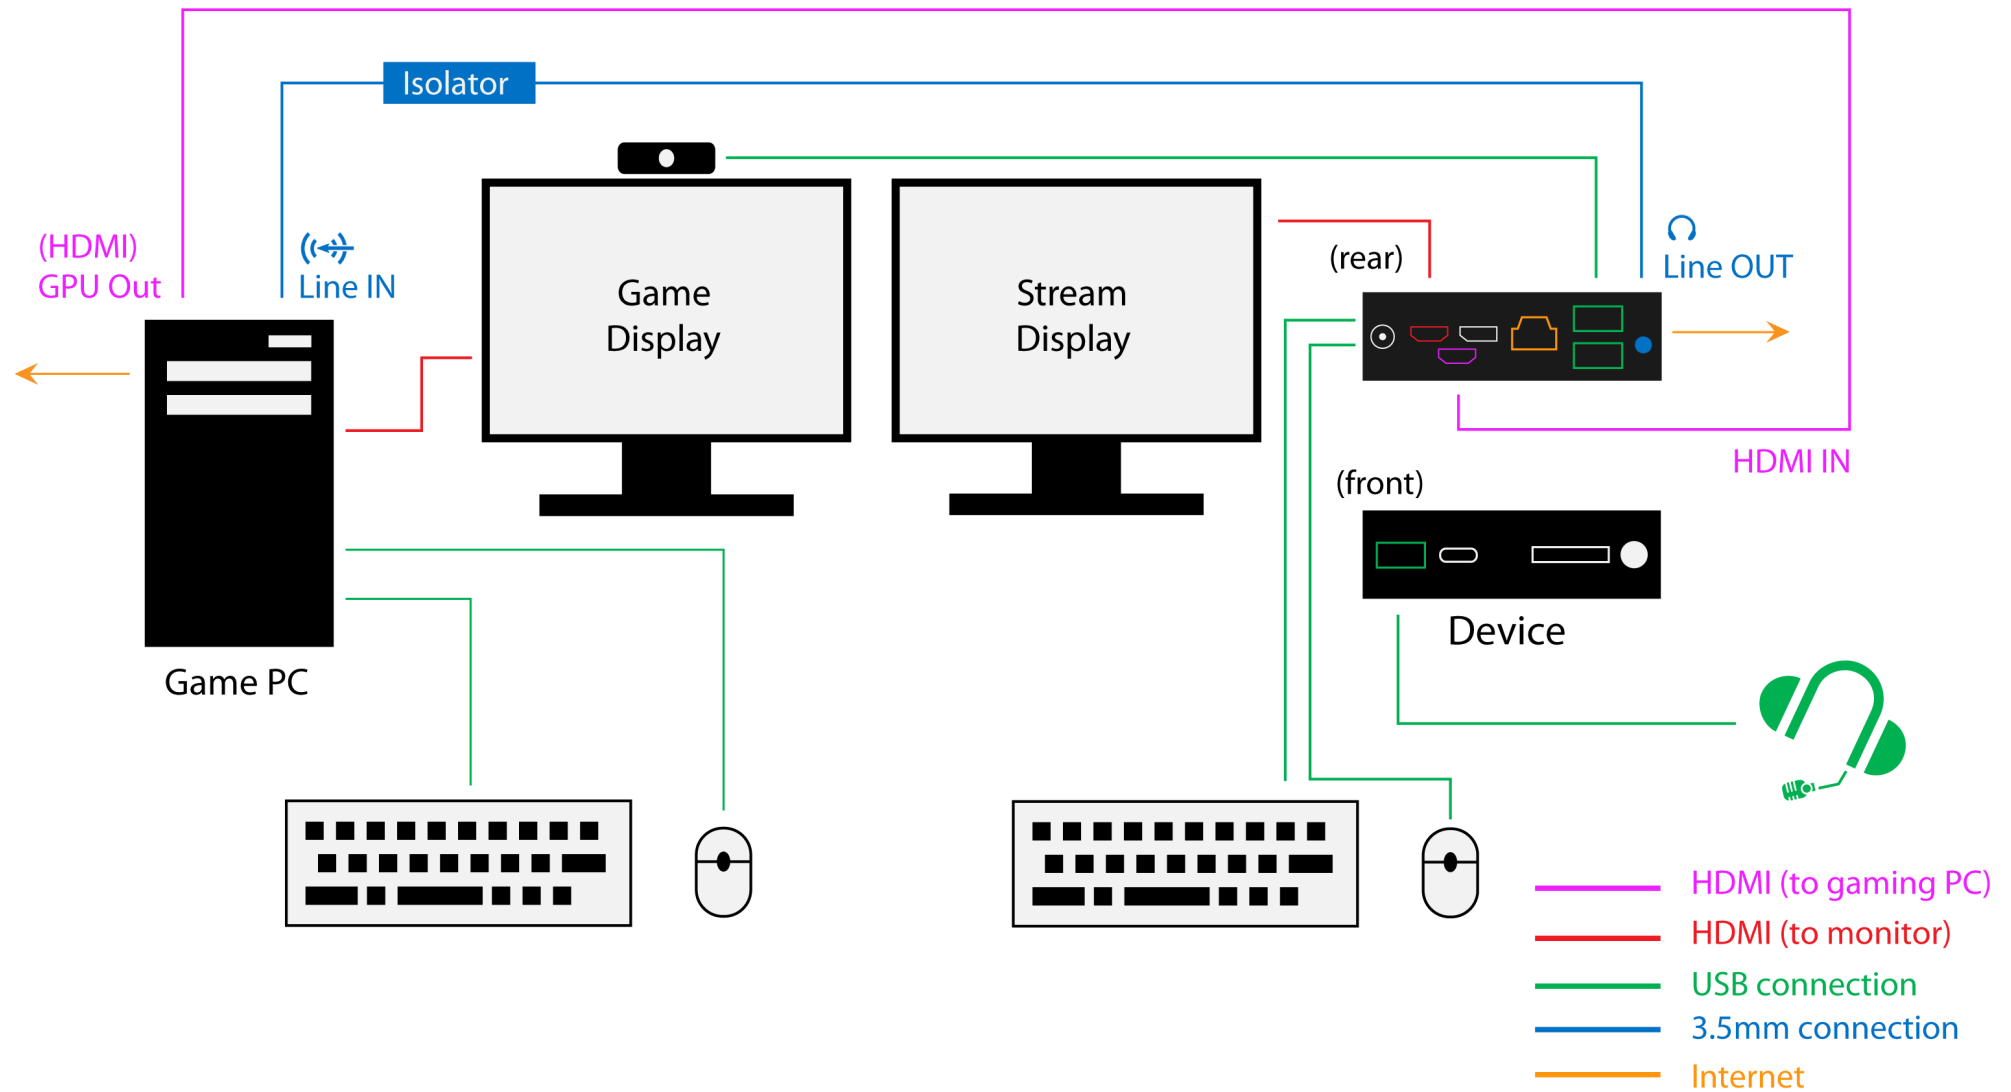 Isolator
(HDMI)
GPU Out
Line IN
Game
Display
Stream
Display
(rear)
Line OUT
HDMI IN
(front)
Device
Game PC
HDMI (to gaming PC)
HDMI (to monitor)
USB connection
3.5mm connection
Internet